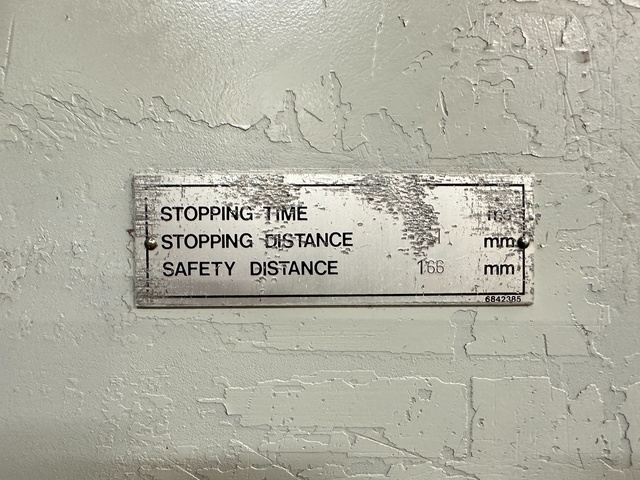 STOPPING TIME
STOPPING DISTANCE mm
SAFETY DISTANCE 166 mm
6842385